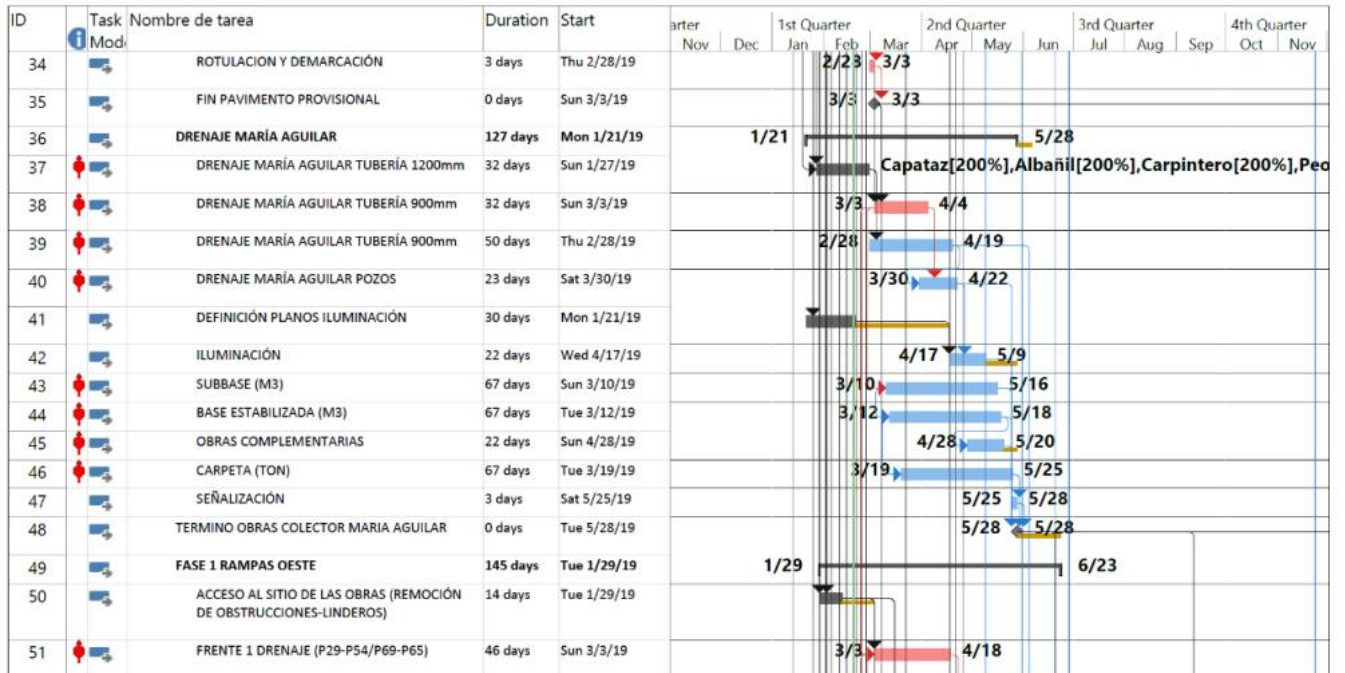 ID Task Mode Nombre de tarea Duration Start arter 1st Quarter 2nd Quarter 3rd Quarter 4th Quarter
Nov Dec Jan Feb Mar Apr May Jun Jul Aug Sep Oct Nov
34 ROTULACION Y DEMARCACIÓN 3 days Thu 2/28/19 2/28 3/3
35 FIN PAVIMENTO PROVISIONAL 0 days Sun 3/3/19 3/3 3/3
36 DRENAJE MARÍA AGUILAR 127 days Mon 1/21/19 1/21 5/28
37 DRENAJE MARÍA AGUILAR TUBERÍA 1200mm 32 days Sun 1/27/19 Capataz[200%],Albañil[200%],Carpintero[200%],Peo
38 DRENAJE MARÍA AGUILAR TUBERÍA 900mm 32 days Sun 3/3/19 3/3 4/4
39 DRENAJE MARÍA AGUILAR TUBERÍA 900mm 50 days Thu 2/28/19 2/28 4/19
40 DRENAJE MARÍA AGUILAR POZOS 23 days Sat 3/30/19 3/30 4/22
41 DEFINICIÓN PLANOS ILUMINACIÓN 30 days Mon 1/21/19
42 ILUMINACIÓN 22 days Wed 4/17/19 4/17 5/9
43 SUBBASE (M3) 67 days Sun 3/10/19 3/10 5/16
44 BASE ESTABILIZADA (M3) 67 days Tue 3/12/19 3/12 5/18
45 OBRAS COMPLEMENTARIAS 22 days Sun 4/28/19 4/28 5/20
46 CARPETA (TON) 67 days Tue 3/19/19 3/19 5/25
47 SEÑALIZACIÓN 3 days Sat 5/25/19 5/25 5/28
48 TERMINO OBRAS COLECTOR MARIA AGUILAR 0 days Tue 5/28/19 5/28 5/28
49 FASE 1 RAMPAS OESTE 145 days Tue 1/29/19 1/29 6/23
50 ACCESO AL SITIO DE LAS OBRAS (REMOCIÓN 14 days Tue 1/29/19
DE OBSTRUCCIONES-LINDEROS)
51 FRENTE 1 DRENAJE (P29-P54/P69-P65) 46 days Sun 3/3/19 3/3 4/18